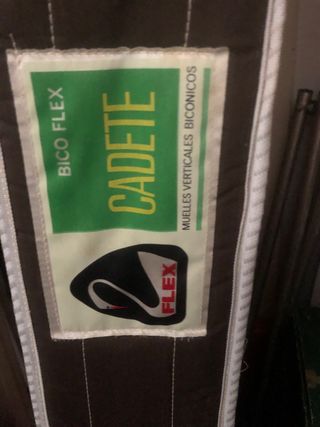 BICO FLEX
CADETE
MUELLES VERTICALES BICONICOS
FLEX